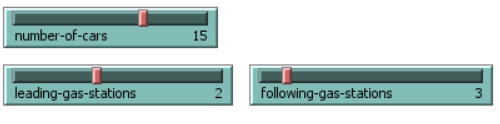 number-of-cars 15
leading-gas-stations 2
following-gas-stations 3